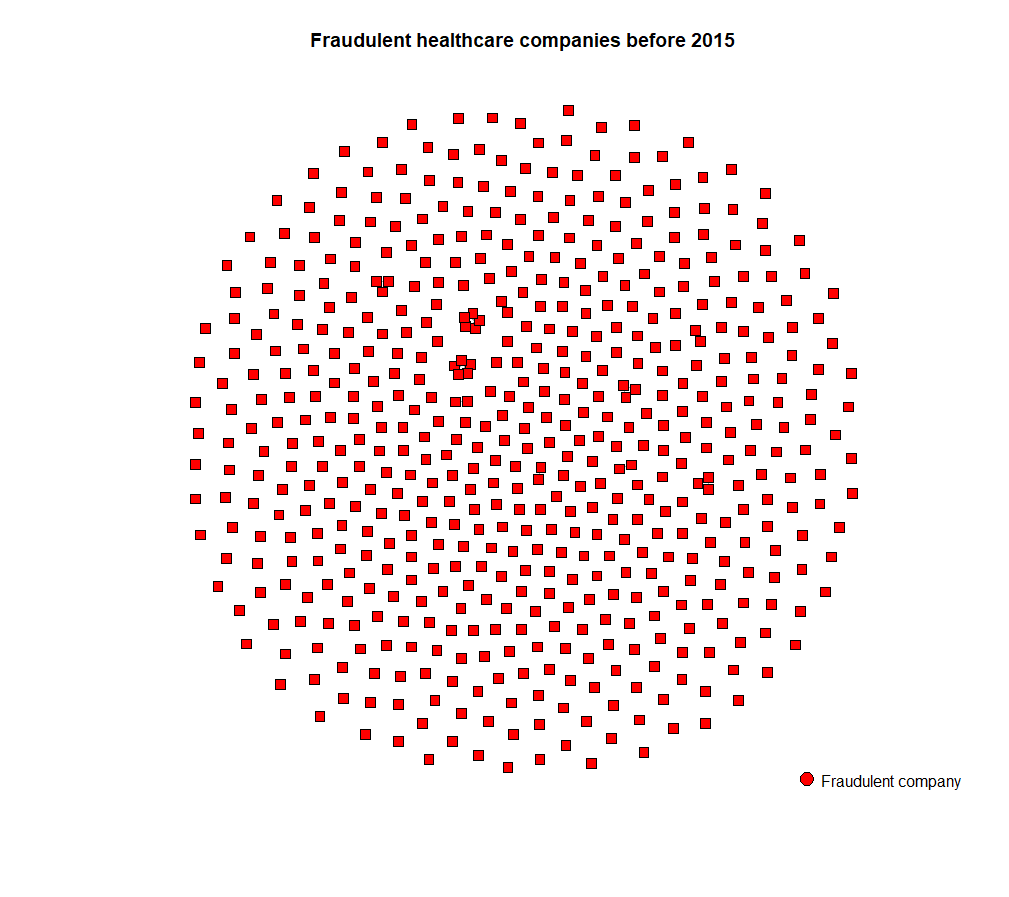 Fraudulent healthcare companies before 2015
Fraudulent company